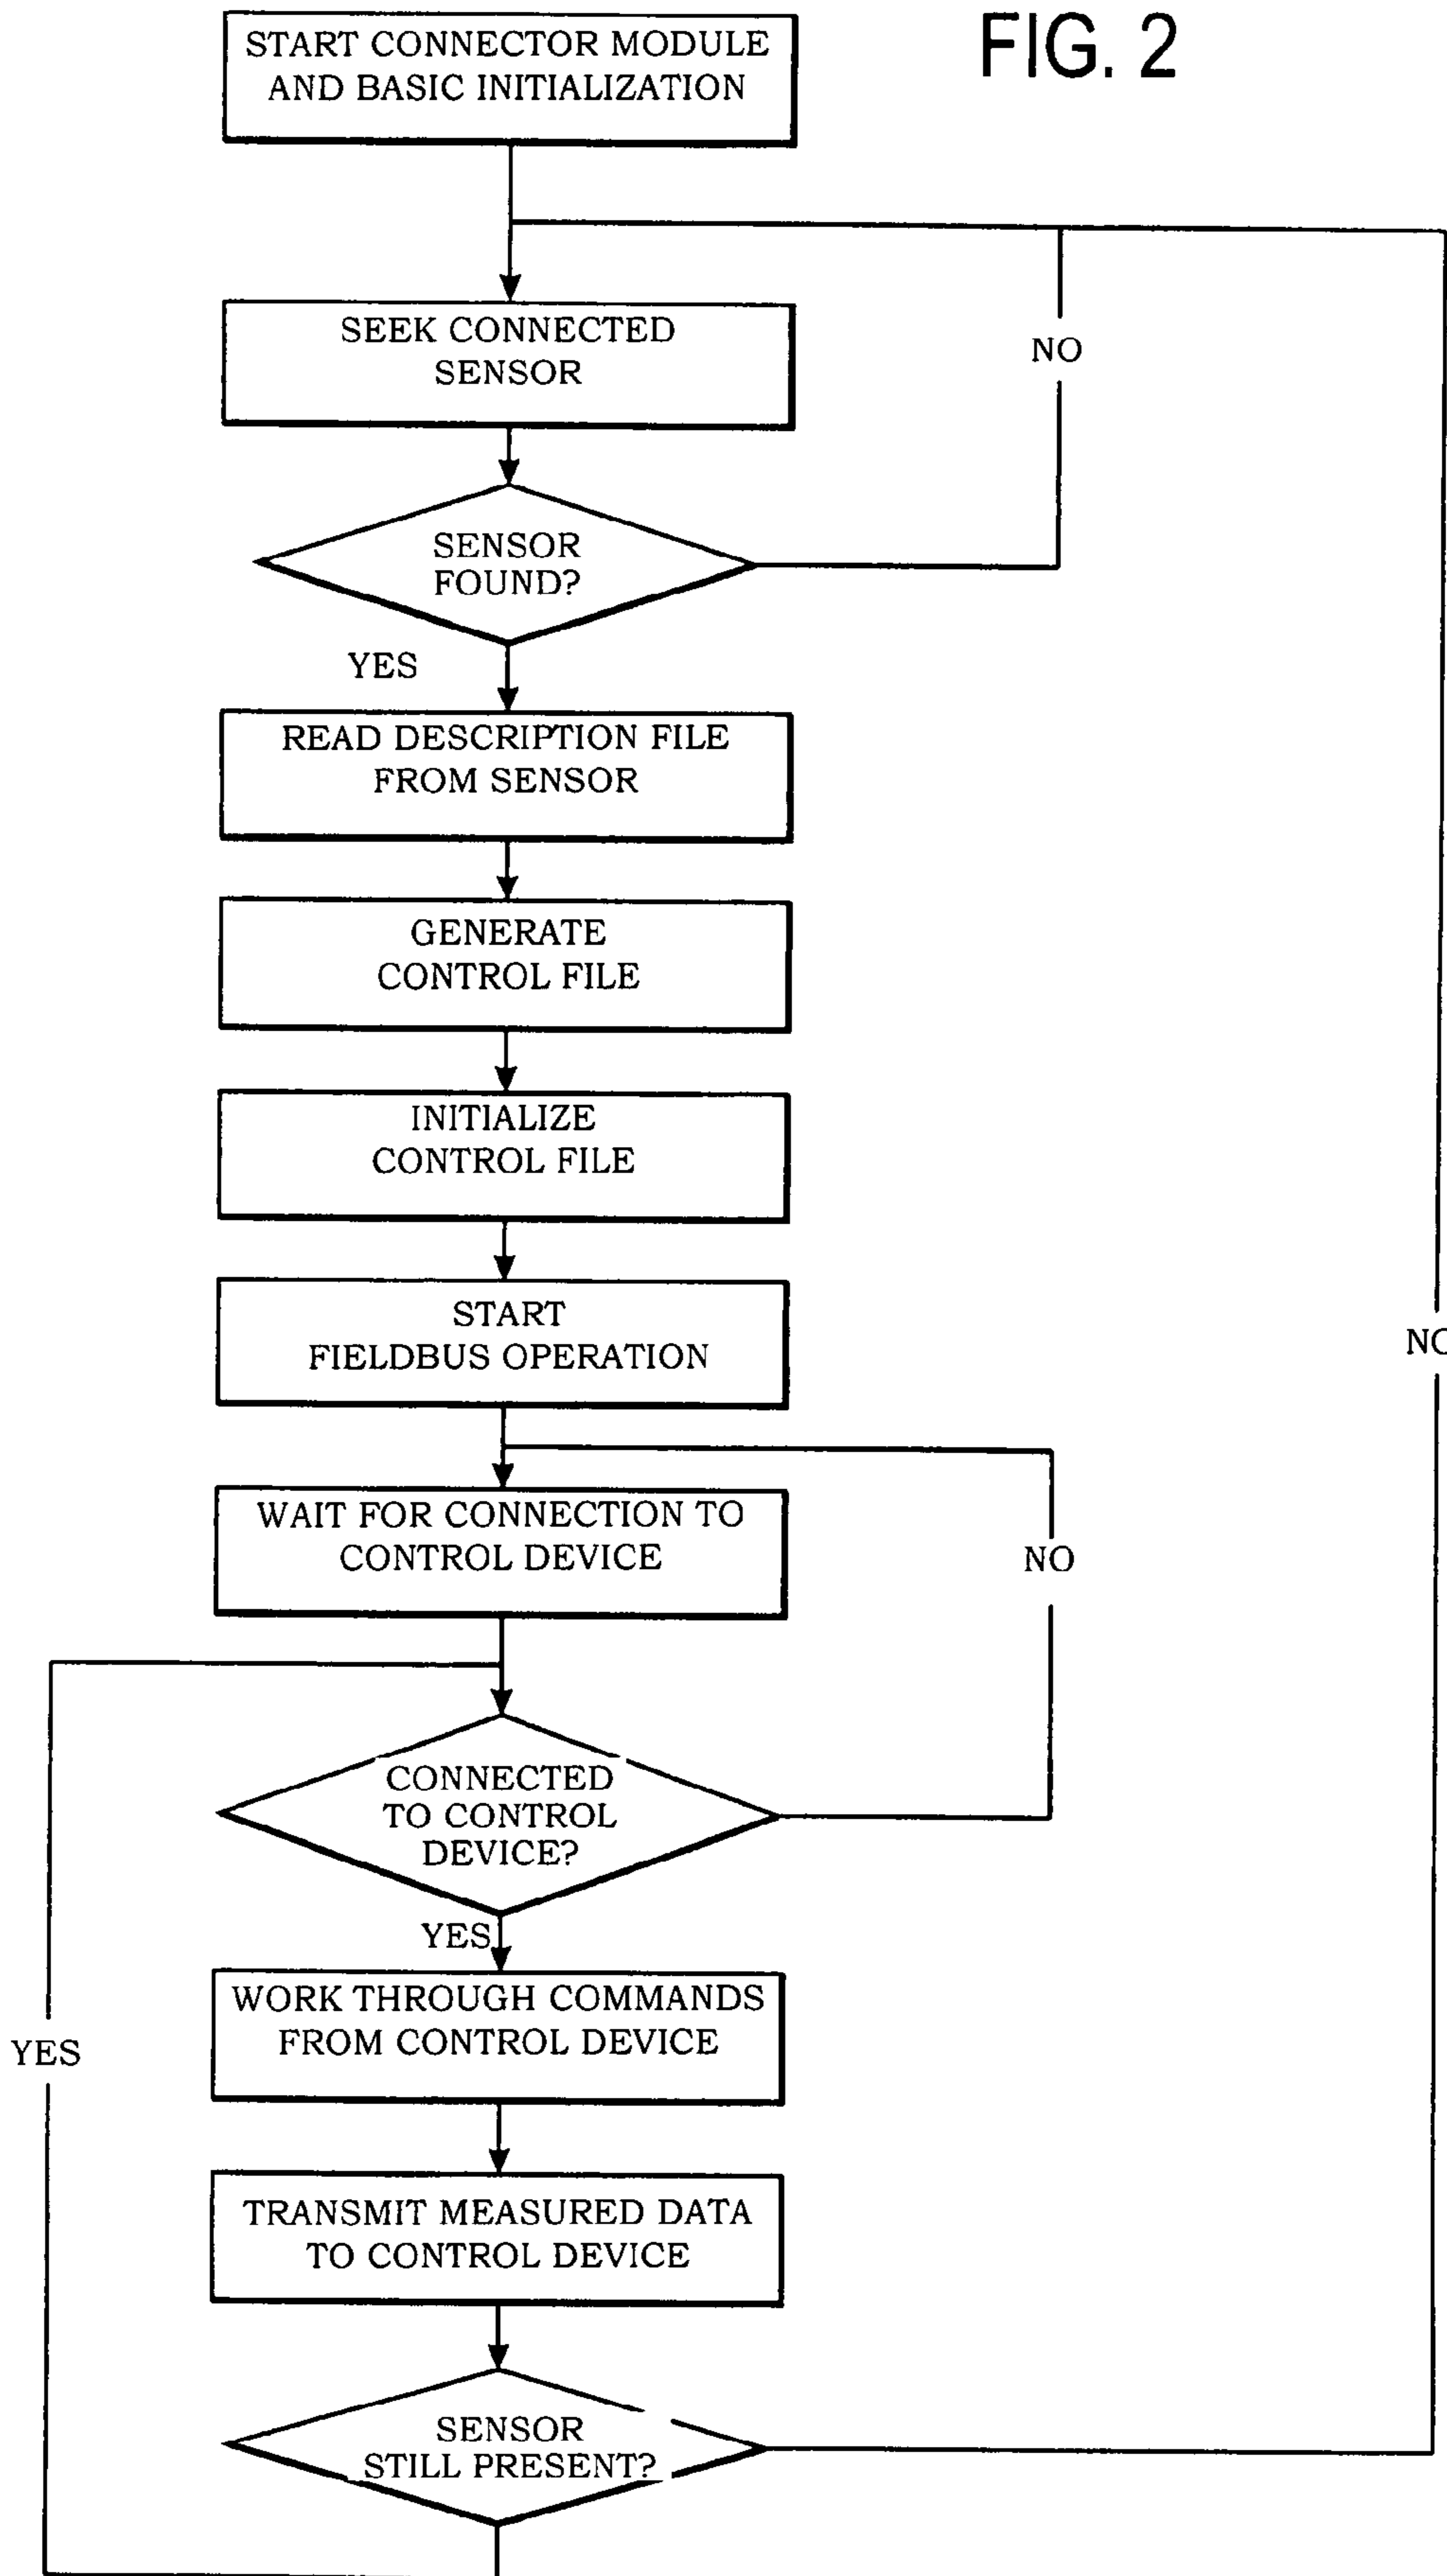 FIG. 2
START CONNECTOR MODULE
AND BASIC INITIALIZATION
SEEK CONNECTED
SENSOR
NO
SENSOR
FOUND?
YES
READ DESCRIPTION FILE
FROM SENSOR
GENERATE
CONTROL FILE
INITIALIZE
CONTROL FILE
START
FIELDBUS OPERATION
NO
WAIT FOR CONNECTION TO
CONTROL DEVICE
NO
CONNECTED
TO CONTROL
DEVICE?
YES
WORK THROUGH COMMANDS
FROM CONTROL DEVICE
YES
TRANSMIT MEASURED DATA
TO CONTROL DEVICE
SENSOR
STILL PRESENT?